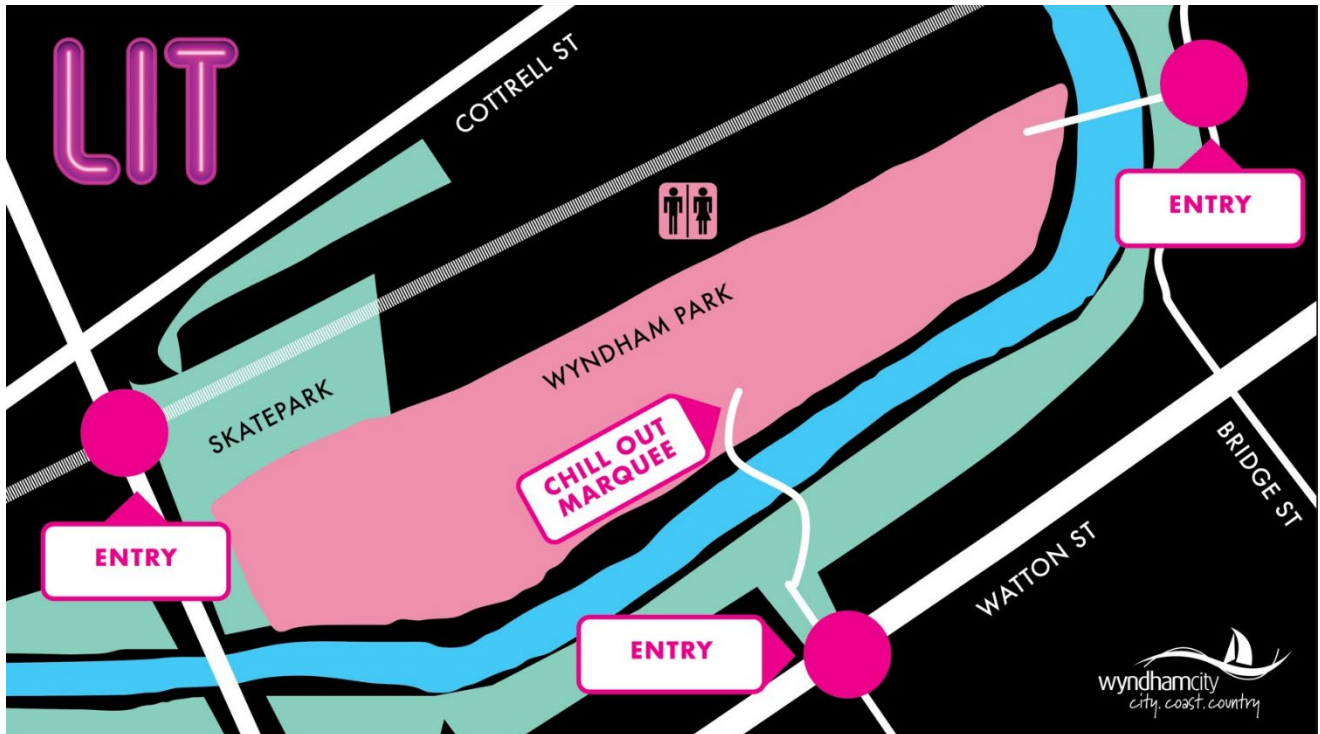 LIT
COTTRELL ST
ENTRY
WYNDHAM PARK
SKATEPARK
CHILL OUT
MARQUEE
BRIDGE ST
ENTRY
WATTON ST
ENTRY
wyndhamcity
city. coast. country